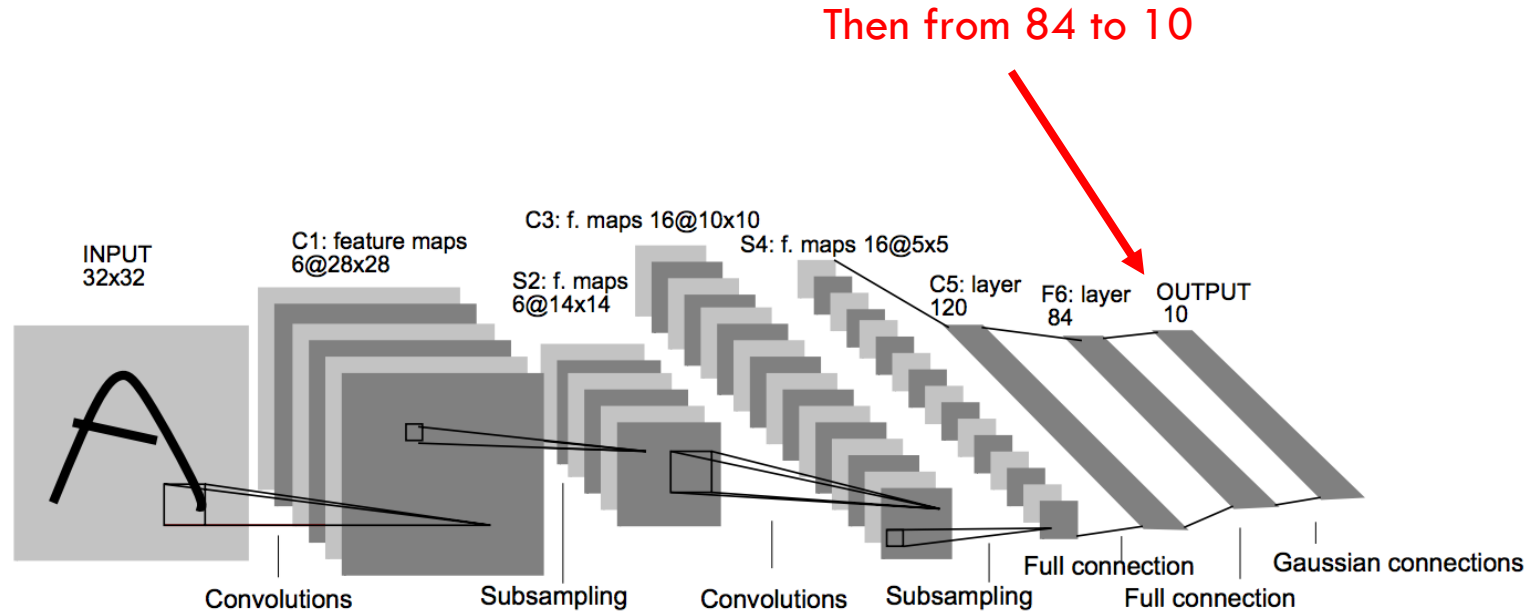 Then from 84 to 10
INPUT
32x32
C1: feature maps
6@28x28
S2: f. maps
6@14x14
C3: f. maps 16@10x10
S4: f. maps 16@5x5
C5: layer
120
F6: layer
84
OUTPUT
10
Convolutions
Subsampling
Convolutions
Subsampling
Full connection
Full connection
Gaussian connections